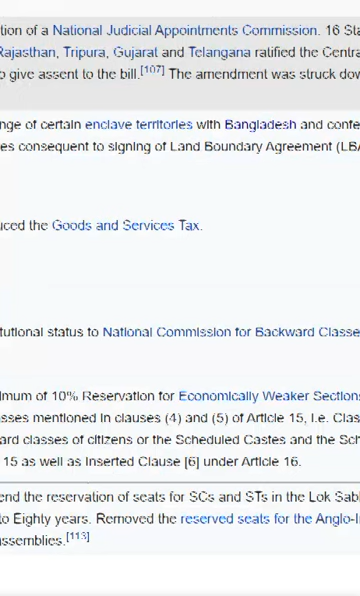 tion of a National Judicial Appointments Commission. 16 Sta
Rajasthan, Tripura, Gujarat and Telangana ratified the Centra
o give assent to the bill.[107] The amendment was struck dow
nge of certain enclave territories with Bangladesh and confe
es consequent to signing of Land Boundary Agreement (LBA
uced the Goods and Services Tax.
tutional status to National Commission for Backward Classe
imum of 10% Reservation for Economically Weaker Sections
asses mentioned in clauses (4) and (5) of Article 15, i.e. Clas
ard classes of citizens or the Scheduled Castes and the Sch
15 as well as Inserted Clause [6] under Article 16.
end the reservation of seats for SCs and STs in the Lok Sabl
to Eighty years. Removed the reserved seats for the Anglo-I
assemblies.[113]